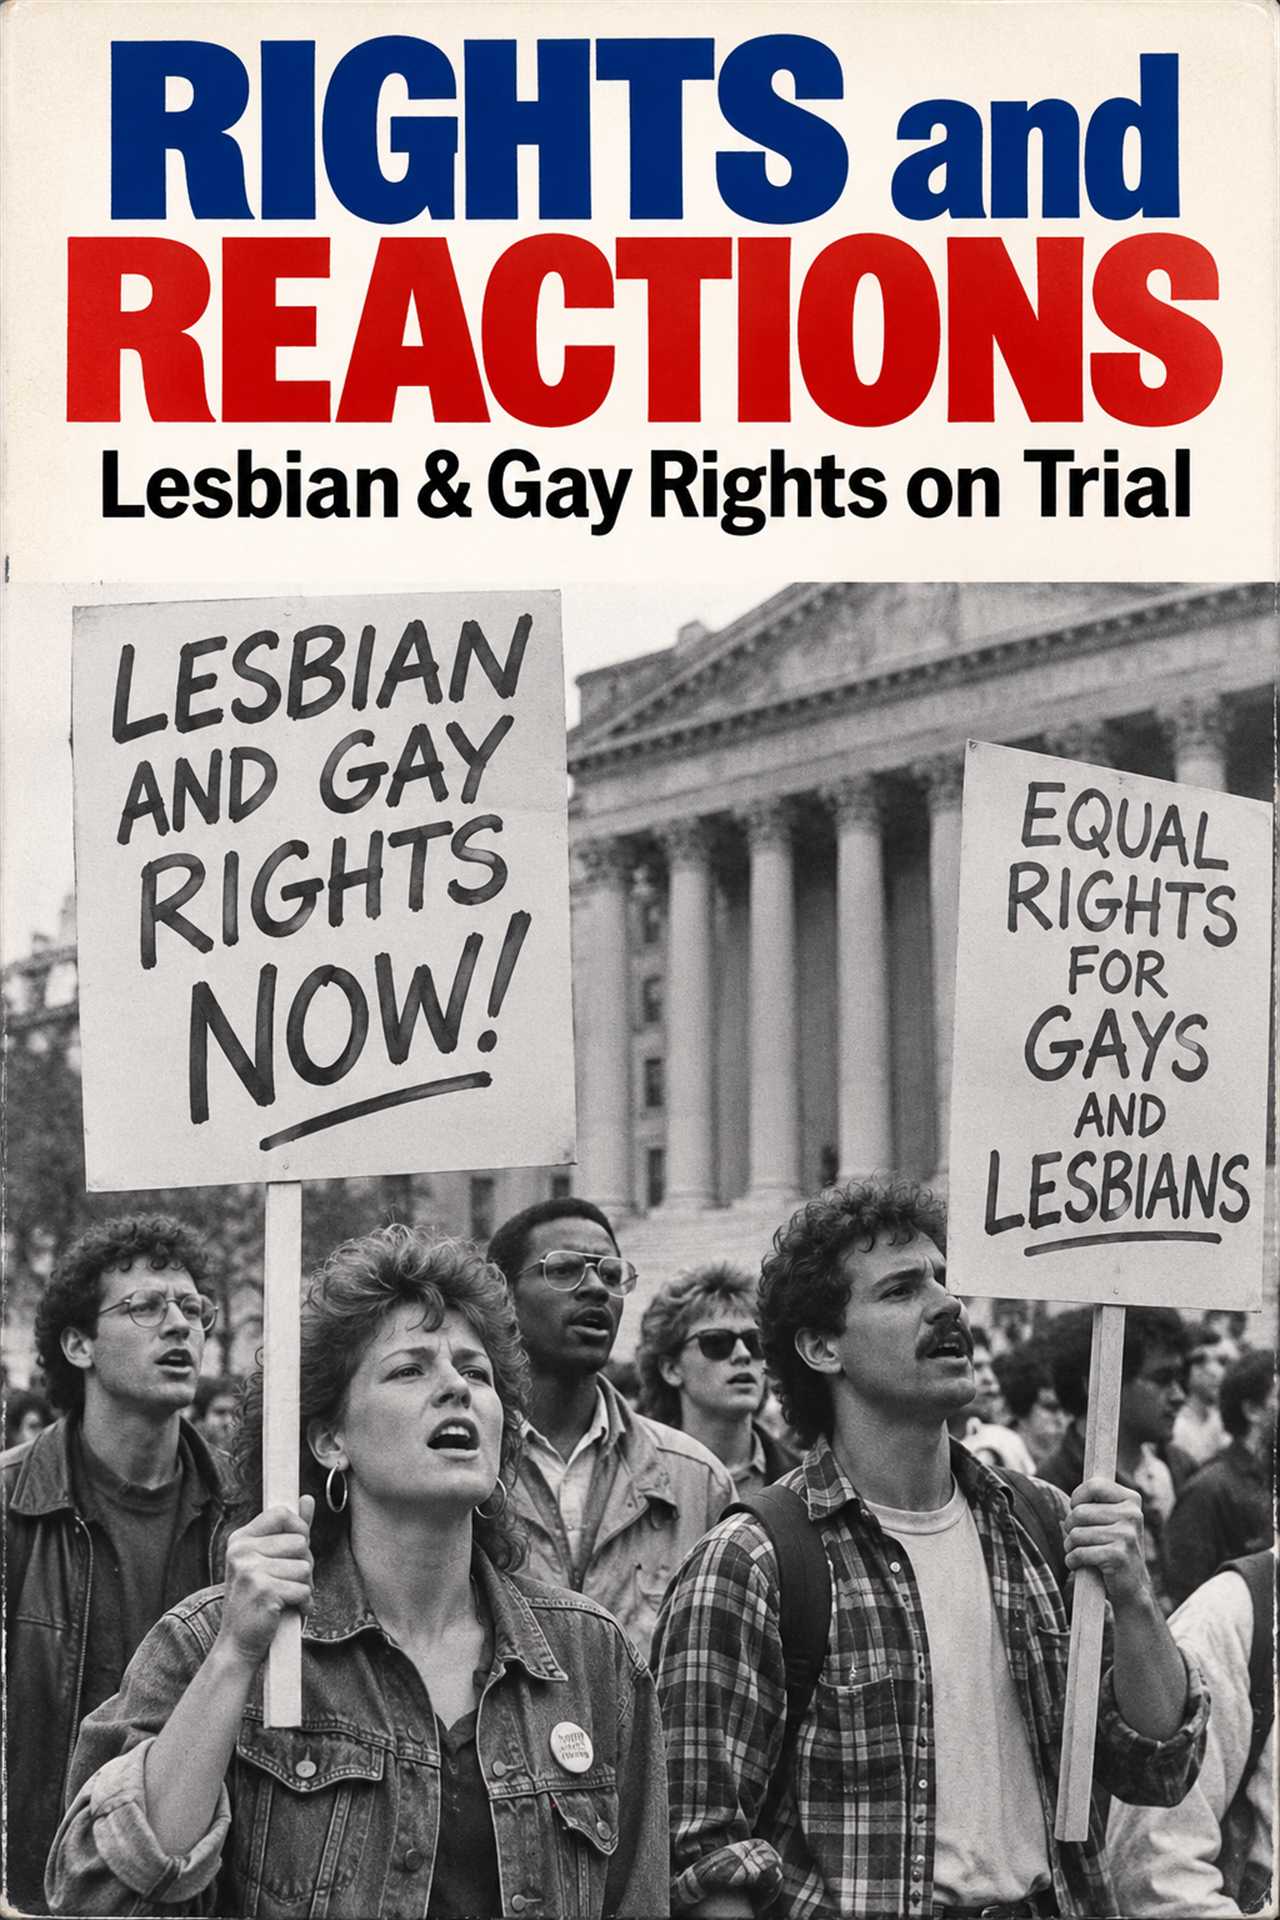 RIGHTS and
REACTIONS
Lesbian & Gay Rights on Trial
LESBIAN
AND GAY
RIGHTS
NOW!
EQUAL
RIGHTS
FOR
GAYS
AND
LESBIANS